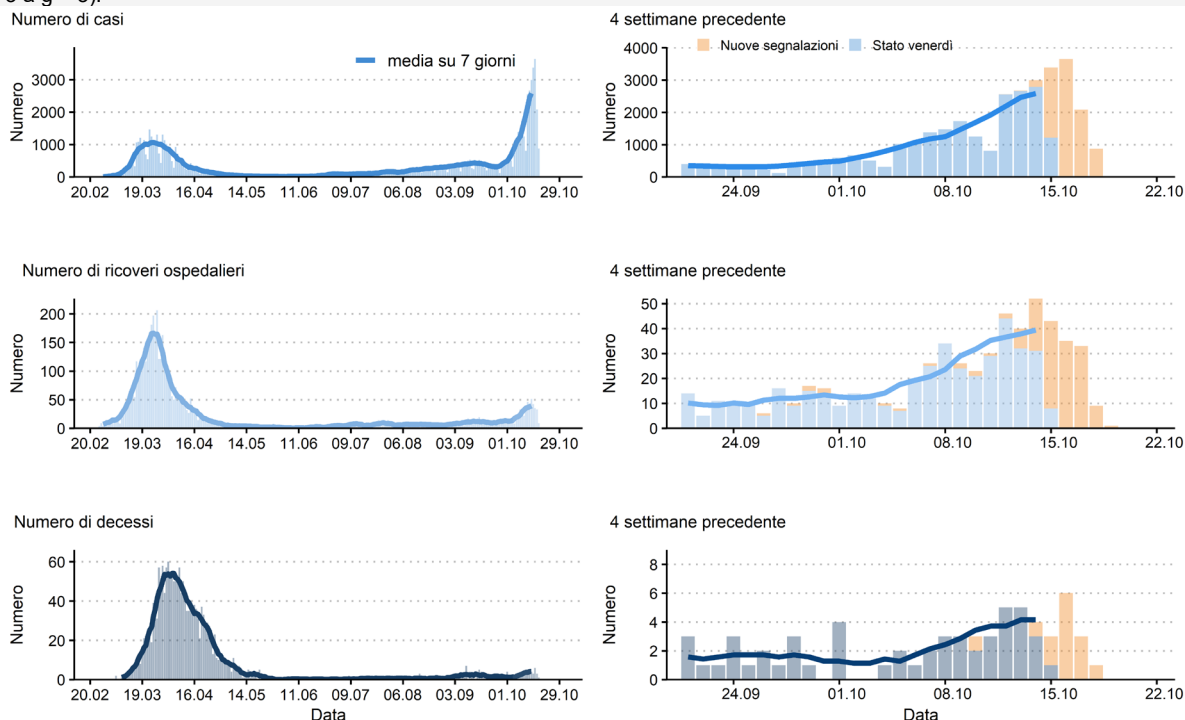 Numero di casi
media su 7 giorni
Numero
3000
2000
1000
0
20.02 19.03 16.04 14.05 11.06 09.07 06.08 03.09 01.10 29.10
4 settimane precedente
Nuove segnalazioni Stato venerdì
Numero
4000
3000
2000
1000
0
24.09 01.10 08.10 15.10 22.10
Numero di ricoveri ospedalieri
Numero
200
150
100
50
0
20.02 19.03 16.04 14.05 11.06 09.07 06.08 03.09 01.10 29.10
4 settimane precedente
Numero
50
40
30
20
10
0
24.09 01.10 08.10 15.10 22.10
Numero di decessi
Numero
60
40
20
0
20.02 19.03 16.04 14.05 11.06 09.07 06.08 03.09 01.10 29.10
Data
4 settimane precedente
Numero
8
6
4
2
0
24.09 01.10 08.10 15.10 22.10
Data